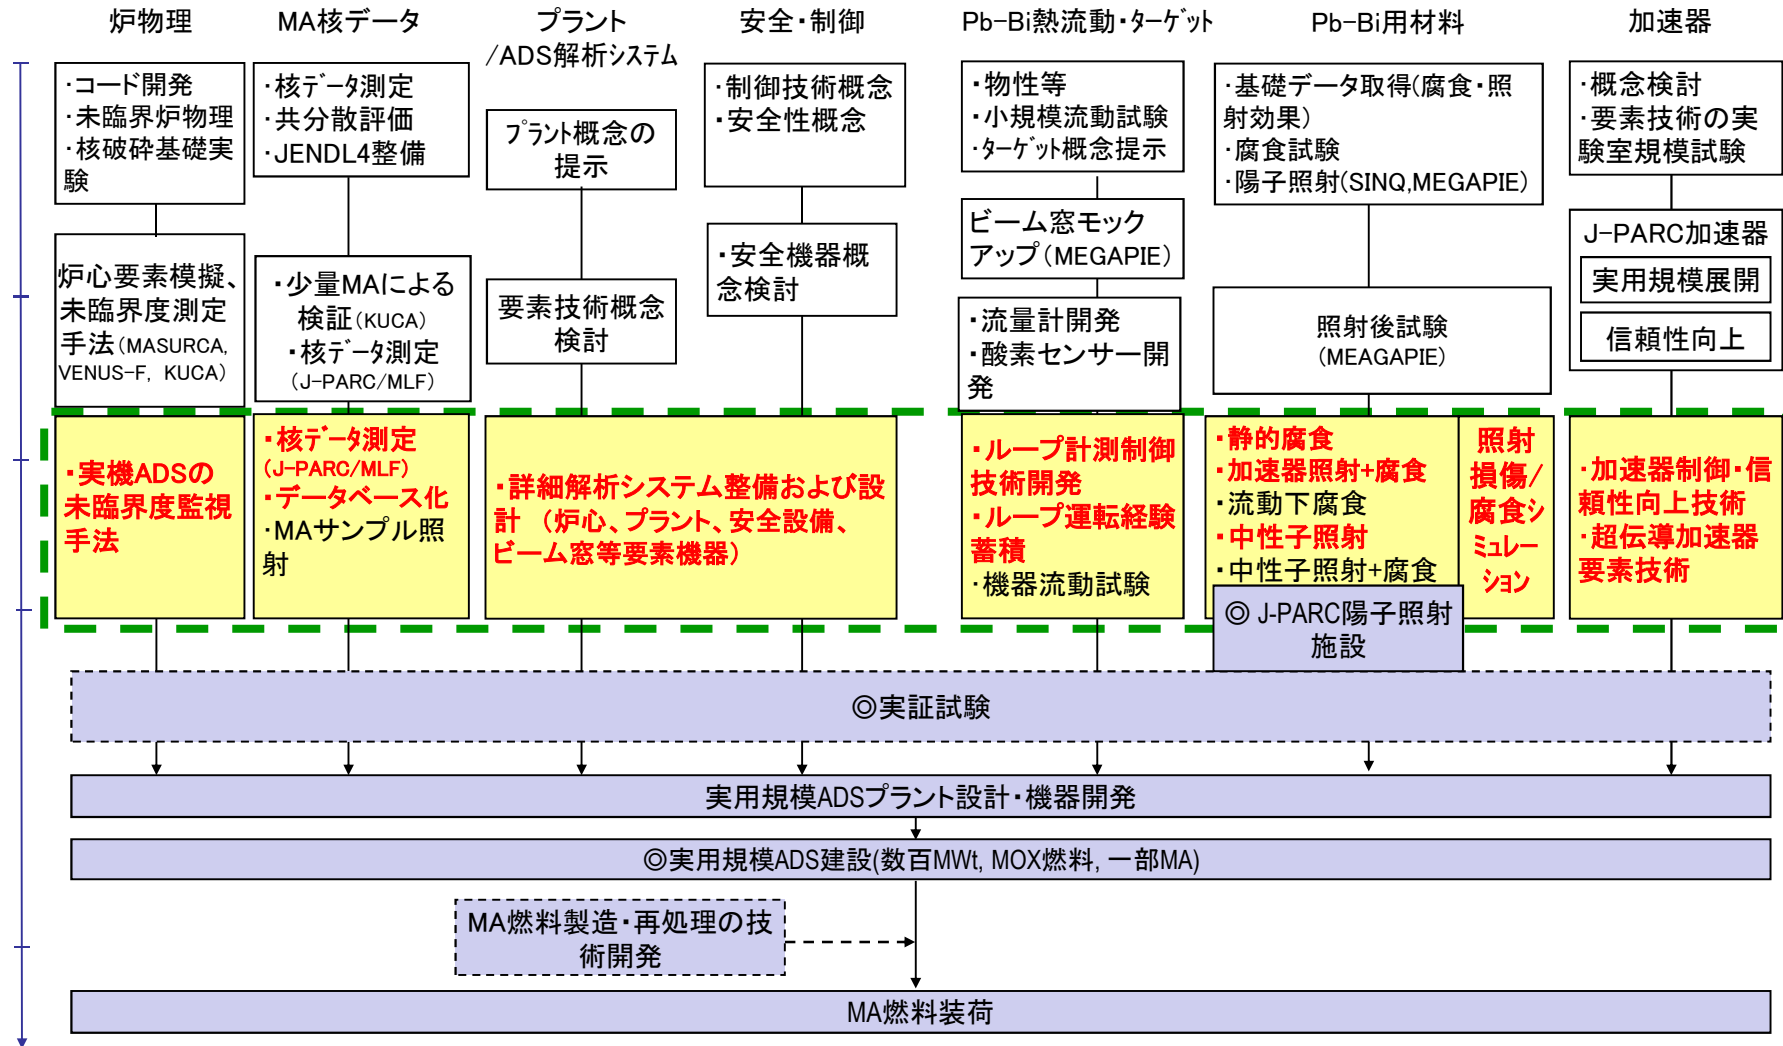 炉物理
MA核データ
プラント
/ADS解析システム
安全・制御
Pb-Bi熱流動・ターゲット
Pb-Bi用材料
加速器
・コード開発
・未臨界炉物理
・核破砕基礎実
験
・核データ測定
・共分散評価
・JENDL4整備
プラント概念の
提示
・制御技術概念
・安全性概念
・物性等
・小規模流動試験
・ターゲット概念提示
・基礎データ取得(腐食・照
射効果)
・腐食試験
・陽子照射(SINQ,MEGAPIE)
・概念検討
・要素技術の実
験室規模試験
炉心要素模擬、
未臨界度測定
手法(MASURCA,
VENUS-F, KUCA)
・少量MAによる
検証(KUCA)
・核データ測定
(J-PARC/MLF)
要素技術概念
検討
・安全機器概
念検討
ビーム窓モック
アップ(MEGAPIE)
・流量計開発
・酸素センサー開
発
照射後試験
(MEAGAPIE)
J-PARC加速器
実用規模展開
信頼性向上
・実機ADSの
未臨界度監視
手法
・核データ測定
(J-PARC/MLF)
・データベース化
・MAサンプル照
射
・詳細解析システム整備および設
計 (炉心、プラント、安全設備、
ビーム窓等要素機器)
・ループ計測制御
技術開発
・ループ運転経験
蓄積
・機器流動試験
・静的腐食
・加速器照射+腐食
・流動下腐食
・中性子照射
・中性子照射+腐食
照射
損傷/
腐食シ
ミュレー
ション
・加速器制御・信
頼性向上技術
・超伝導加速器
要素技術
◎ J-PARC陽子照射
施設
◎実証試験
実用規模ADSプラント設計・機器開発
◎実用規模ADS建設(数百MWt, MOX燃料, 一部MA)
MA燃料製造・再処理の技
術開発
MA燃料装荷